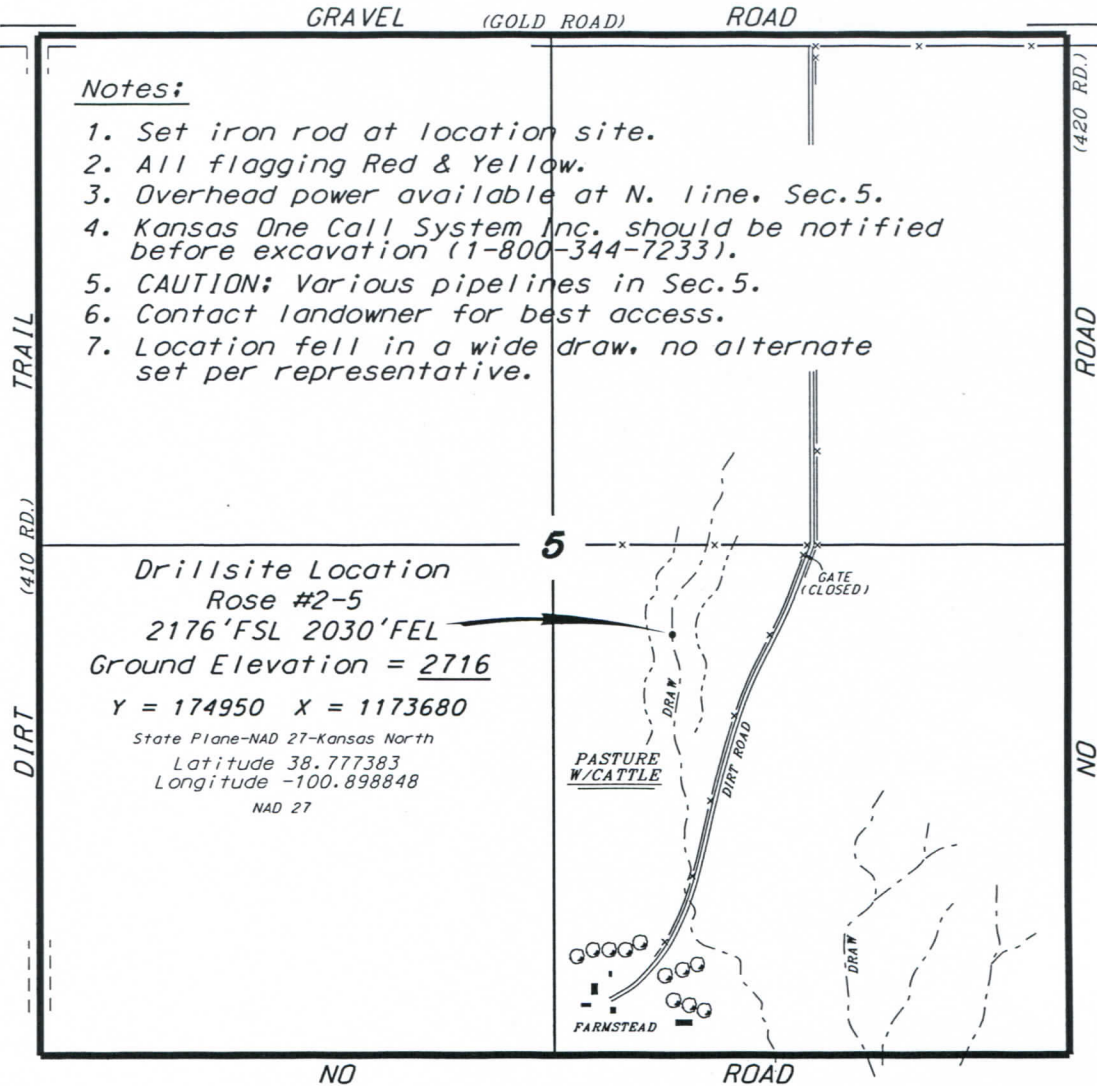 GRAVEL (GOLD ROAD) ROAD
Notes:
1. Set iron rod at location site.
2. All flagging Red & Yellow.
3. Overhead power available at N. line, Sec.5.
4. Kansas One Call System Inc. should be notified
before excavation (1-800-344-7233).
5. CAUTION: Various pipelines in Sec.5.
6. Contact landowner for best access.
7. Location fell in a wide draw, no alternate
set per representative.
(420 RD.)
ROAD
NO
TRAIL
(410 RD.)
DIRT
5
GATE
(CLOSED)
Drillsite Location
Rose #2-5
2176'FSL 2030'FEL
Ground Elevation = 2716
Y = 174950 X = 1173680
State Plane-NAD 27-Kansas North
Latitude 38.777383
Longitude -100.898848
NAD 27
DRAW
DIRT ROAD
PASTURE
W/CATTLE
DRAW
FARMSTEAD
NO ROAD